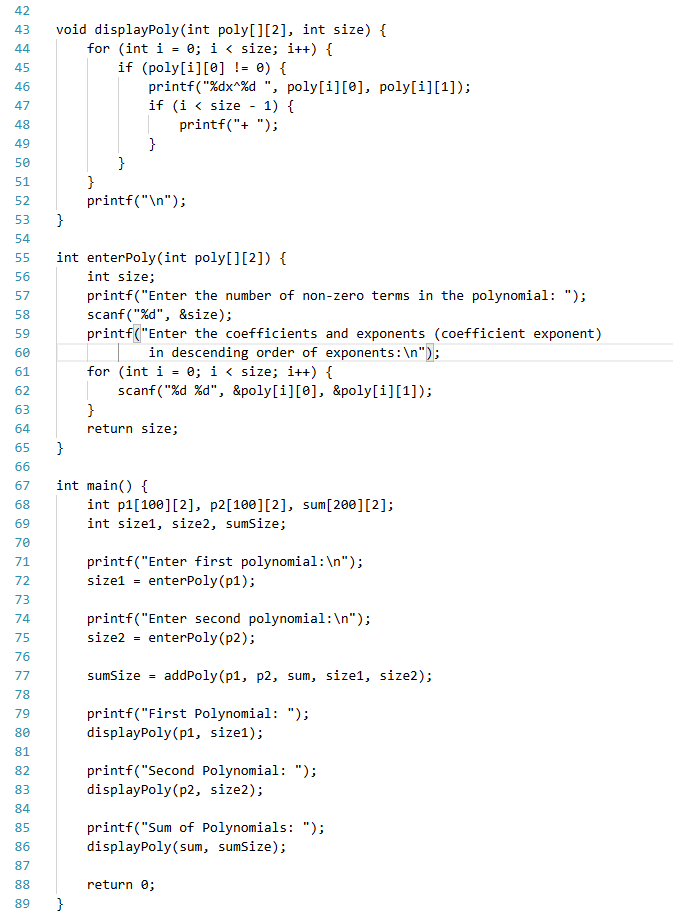 42
43 void displayPoly(int poly[][2], int size) {
44     for (int i = 0; i < size; i++) {
45         if (poly[i][0] != 0) {
46             printf("%dx^%d ", poly[i][0], poly[i][1]);
47             if (i < size - 1) {
48                 printf("+ ");
49             }
50         }
51     }
52     printf("\n");
53 }
54
55 int enterPoly(int poly[][2]) {
56     int size;
57     printf("Enter the number of non-zero terms in the polynomial: ");
58     scanf("%d", &size);
59     printf("Enter the coefficients and exponents (coefficient exponent)
60             in descending order of exponents:\n");
61     for (int i = 0; i < size; i++) {
62         scanf("%d %d", &poly[i][0], &poly[i][1]);
63     }
64     return size;
65 }
66
67 int main() {
68     int p1[100][2], p2[100][2], sum[200][2];
69     int size1, size2, sumSize;
70
71     printf("Enter first polynomial:\n");
72     size1 = enterPoly(p1);
73
74     printf("Enter second polynomial:\n");
75     size2 = enterPoly(p2);
76
77     sumSize = addPoly(p1, p2, sum, size1, size2);
78
79     printf("First Polynomial: ");
80     displayPoly(p1, size1);
81
82     printf("Second Polynomial: ");
83     displayPoly(p2, size2);
84
85     printf("Sum of Polynomials: ");
86     displayPoly(sum, sumSize);
87
88     return 0;
89 }